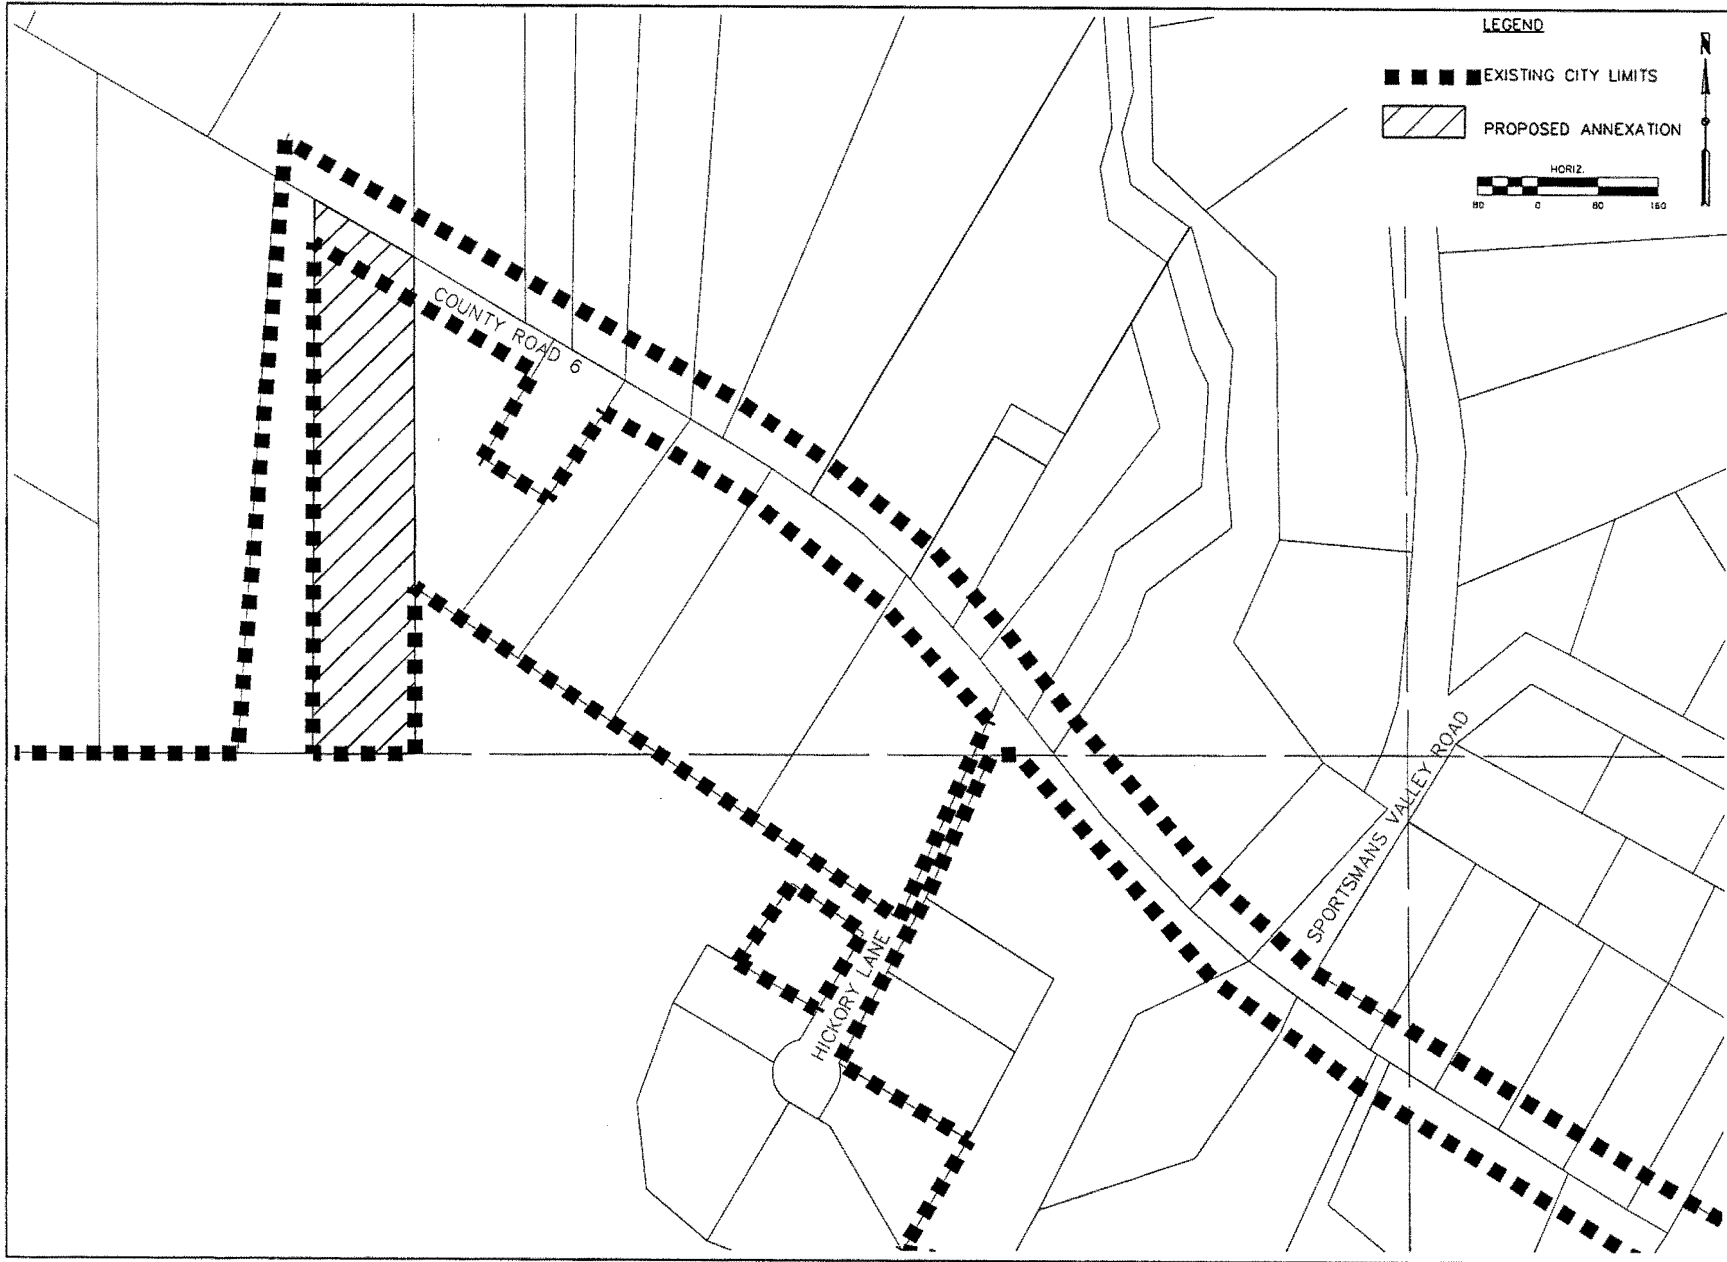 LEGEND
N
EXISTING CITY LIMITS
PROPOSED ANNEXATION
HORIZ.
80 0 80 160
COUNTY ROAD 6
SPORTSMANS VALLEY ROAD
HICKORY LANE